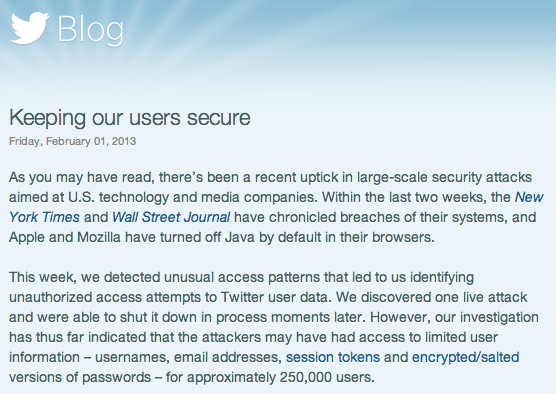 Blog
Keeping our users secure
Friday, February 01, 2013
As you may have read, there's been a recent uptick in large-scale security attacks
aimed at U.S. technology and media companies. Within the last two weeks, the New
York Times and Wall Street Journal have chronicled breaches of their systems, and
Apple and Mozilla have turned off Java by default in their browsers.
This week, we detected unusual access patterns that led to us identifying
unauthorized access attempts to Twitter user data. We discovered one live attack
and were able to shut it down in process moments later. However, our investigation
has thus far indicated that the attackers may have had access to limited user
information – usernames, email addresses, session tokens and encrypted/salted
versions of passwords – for approximately 250,000 users.